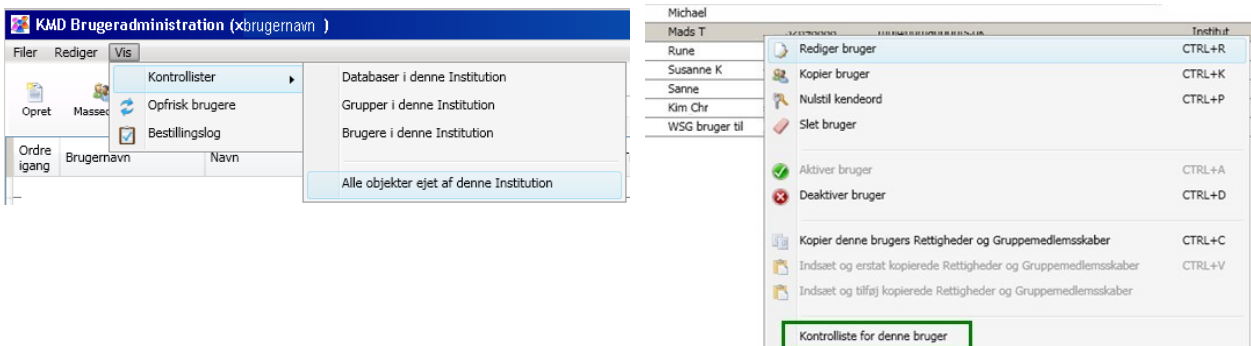 KMD Brugeradministration (xbrugernavn )
Filer Rediger Vis
Opret
Kontrollister
Opfrisk brugere
Bestillingslog
Databaser i denne Institution
Grupper i denne Institution
Brugere i denne Institution
Alle objekter ejet af denne Institution
Ordre igang
Brugernavn
Navn
Michael
Mads T
Institut
Rune
Susanne K
Sanne
Kim Chr
WSG bruger til
Rediger bruger CTRL+R
Kopier bruger CTRL+K
Nulstil kendeord CTRL+P
Slet bruger
Aktiver bruger CTRL+A
Deaktiver bruger CTRL+D
Kopier denne brugers Rettigheder og Gruppemedlemsskaber CTRL+C
Indsæt og erstat kopierede Rettigheder og Gruppemedlemsskaber CTRL+V
Indsæt og tilføj kopierede Rettigheder og Gruppemedlemsskaber
Kontrolliste for denne bruger